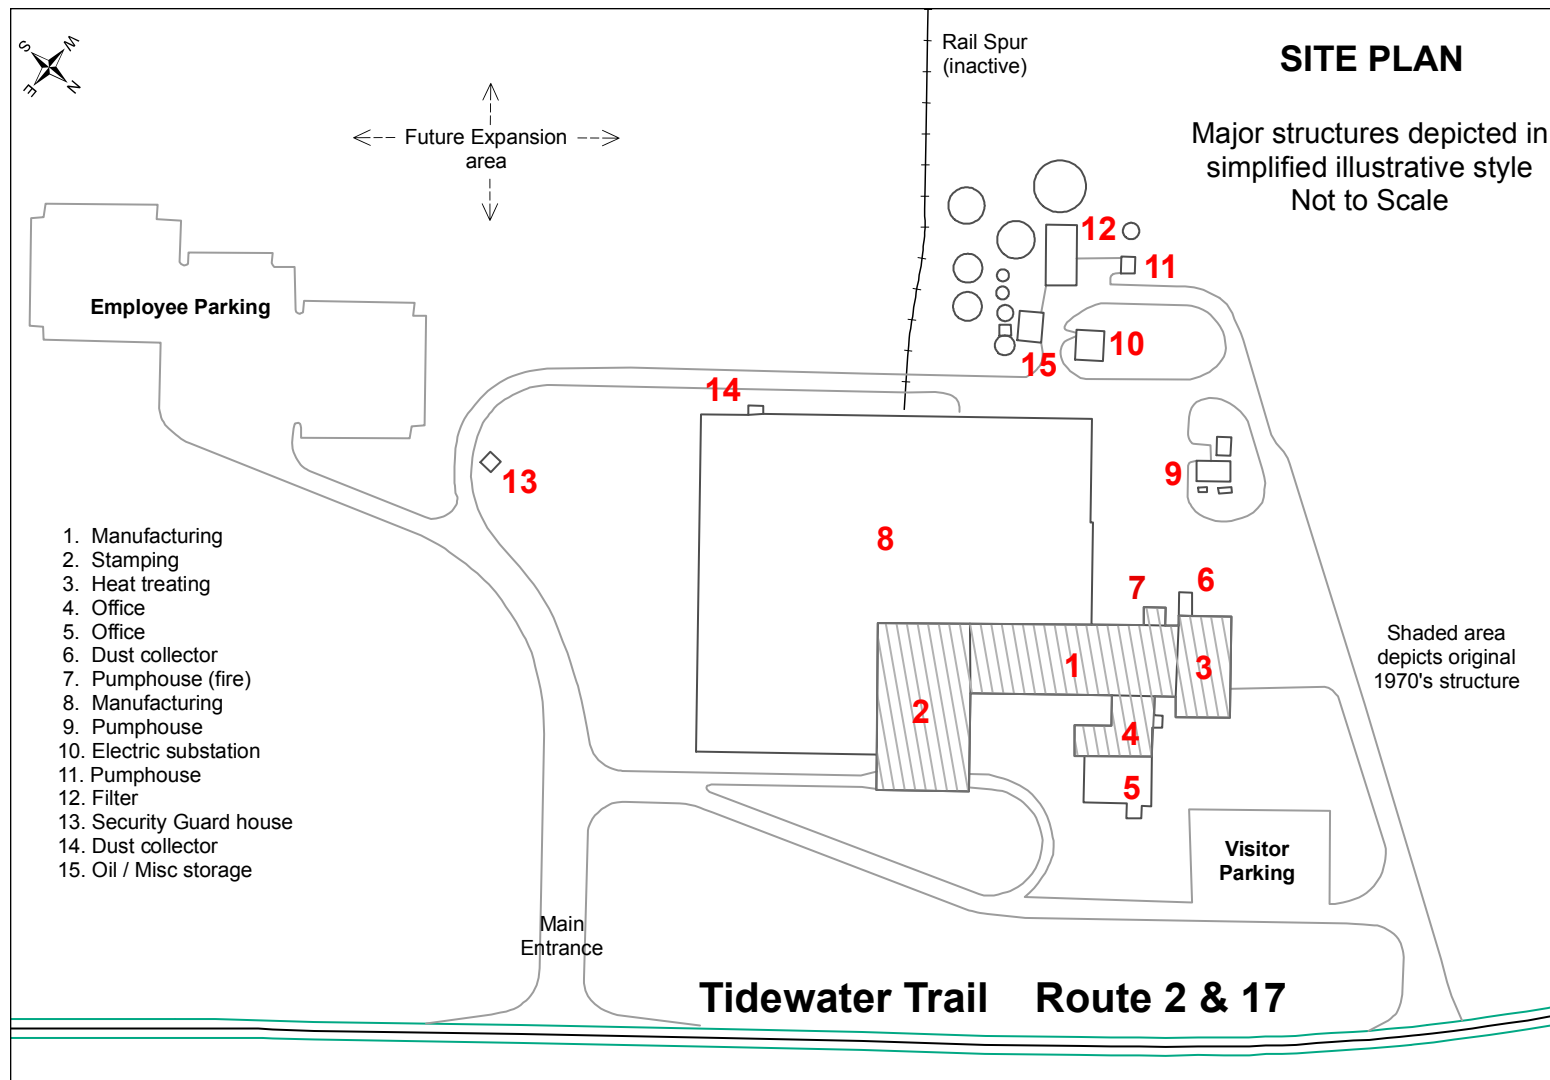 S
W
E
N
Rail Spur
(inactive)
SITE PLAN
Major structures depicted in
simplified illustrative style
Not to Scale
Future Expansion
area
Employee Parking
12
11
10
15
14
13
9
8
7
6
1
3
2
4
5
1. Manufacturing
2. Stamping
3. Heat treating
4. Office
5. Office
6. Dust collector
7. Pumphouse (fire)
8. Manufacturing
9. Pumphouse
10. Electric substation
11. Pumphouse
12. Filter
13. Security Guard house
14. Dust collector
15. Oil / Misc storage
Shaded area
depicts original
1970's structure
Visitor
Parking
Main
Entrance
Tidewater Trail Route 2 & 17